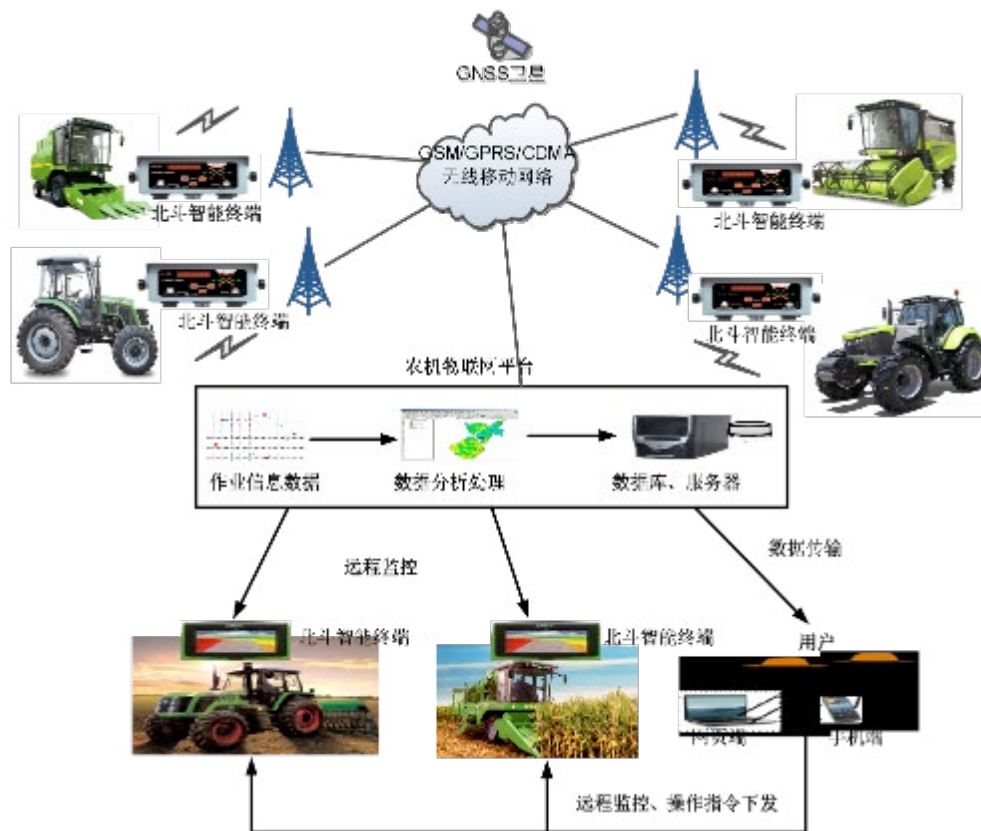 GNSS卫星
GSM/GPRS/CDMA
无线移动网络
北斗智能终端
北斗智能终端
北斗智能终端
北斗智能终端
农机物联网平台
作业信息数据
数据分析处理
数据库、服务器
远程监控
数据传输
北斗智能终端
北斗智能终端
用户
网页端
手机端
远程监控、操作指令下发